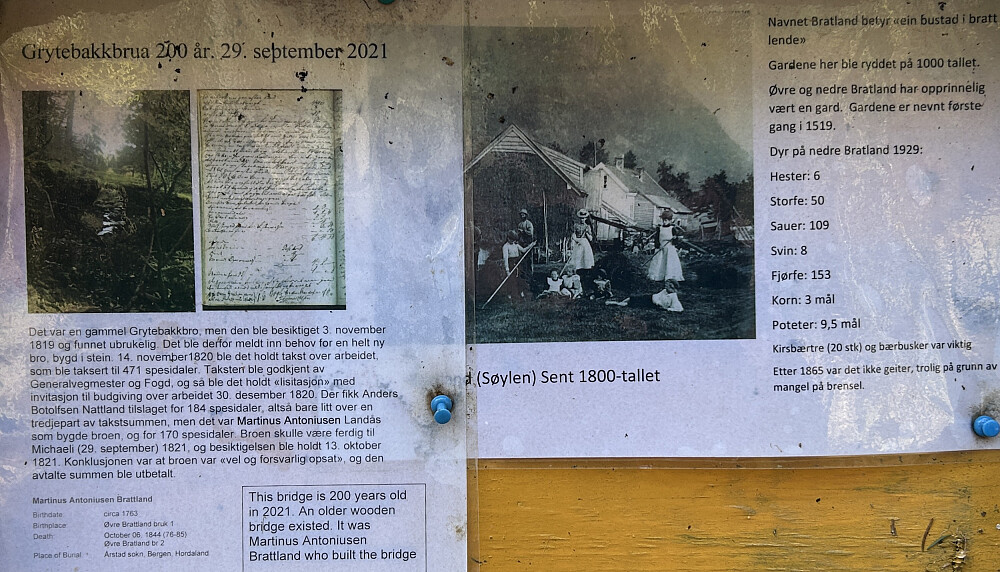 Grytebakkbrua 200 år. 29. september 2021
Det var en gammel Grytebakkbro, men den ble besiktiget 3. november
1819 og funnet ubrukelig. Det ble derfor meldt inn behov for en helt ny
bro, bygd i stein. 14. november1820 ble det holdt takst over arbeidet,
som ble taksert til 471 spesidaler. Taksten ble godkjent av
Generalvegmester og Fogd, og så ble det holdt «lisitasjon» med
invitasjon til budgiving over arbeidet 30. desember 1820. Der fikk Anders
Botolfsen Nattland tilslaget for 184 spesidaler, altså bare litt over en
tredjepart av takstsummen, men det var Martinus Antoniusen Landås
som bygde broen, og for 170 spesidaler. Broen skulle være ferdig til
Michaeli (29. september) 1821, og besiktigelsen ble holdt 13. oktober
1821. Konklusjonen var at broen var «vel og forsvarlig opsat», og den
avtalte summen ble utbetalt.
Martinus Antoniusen Brattland
Birthdate: circa 1763
Birthplace: Øvre Brattland bruk 1
Death: October 06, 1844 (76-85)
Øvre Bratland br 2
Place of Burial: Årstad sokn, Bergen, Hordaland
This bridge is 200 years old
in 2021. An older wooden
bridge existed. It was
Martinus Antoniusen
Brattland who built the bridge
(Søylen) Sent 1800-tallet
Navnet Bratland betyr «ein bustad i bratt
lende»
Gardene her ble ryddet på 1000 tallet.
Øvre og nedre Bratland har opprinnelig
vært en gard. Gardene er nevnt første
gang i 1519.
Dyr på nedre Bratland 1929:
Hester: 6
Storfe: 50
Sauer: 109
Svin: 8
Fjørfe: 153
Korn: 3 mål
Poteter: 9,5 mål
Kirsbærtre (20 stk) og bærbusker var viktig
Etter 1865 var det ikke geiter, trolig på grunn av
mangel på brensel.